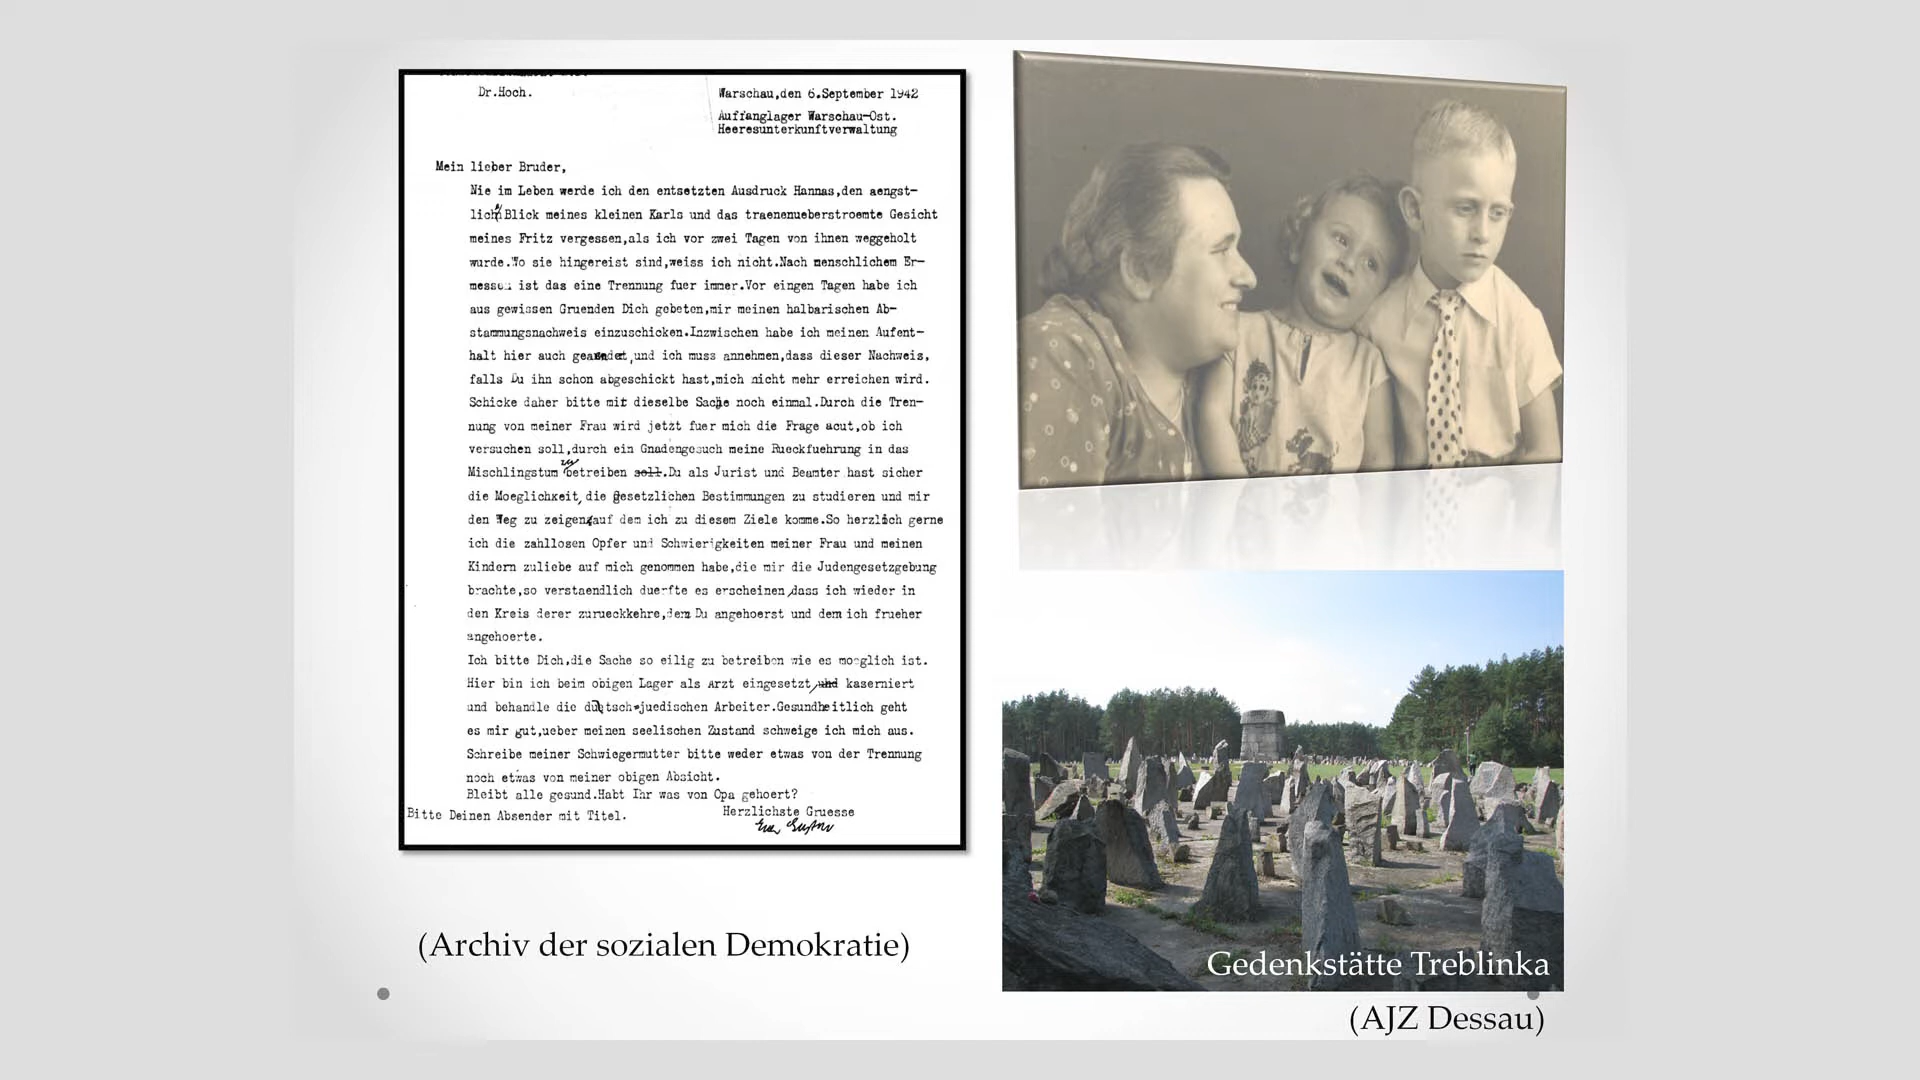 Dr.Hoch.
Warschau,den 6.September 1942
Auffanglager Warschau-Ost.
Heeresunterkunftverwaltung
Mein lieber Bruder,
Nie im Leben werde ich den entsetzten Ausdruck Hannas,den aengst-
lich Blick meines kleinen Karls und das traenenueberstroemte Gesicht
meines Fritz vergessen,als ich vor zwei Tagen von ihnen weggeholt
wurde.Wo sie hingereist sind,weiss ich nicht.Nach menschlichem Er-
messen ist das eine Trennung fuer immer.Vor eingen Tagen habe ich
aus gewissen Gruenden Dich gebeten,mir meinen halbarischen Ab-
stammungsnachweis einzuschicken.Inzwischen habe ich meinen Aufent-
halt hier auch geaendet,und ich muss annehmen,dass dieser Nachweis,
falls Du ihn schon abgeschickt hast,mich nicht mehr erreichen wird.
Schicke daher bitte mit dieselbe Sache noch einmal.Durch die Tren-
nung von meiner Frau wird jetzt fuer mich die Frage acut,ob ich
versuchen soll,durch ein Gnadengesuch meine Rueckfuehrung in das
Mischlingstum zu betreiben soll.Du als Jurist und Beamter hast sicher
die Moeglichkeit,die gesetzlichen Bestimmungen zu studieren und mir
den Weg zu zeigen,auf dem ich zu diesem Ziele komme.So herzlich gerne
ich die zahllosen Opfer und Schwierigkeiten meiner Frau und meinen
Kindern zuliebe auf mich genommen habe,die mir die Judengesetzgebung
brachte,so verstaendlich duerfte es erscheinen,dass ich wieder in
den Kreis derer zurueckkehre,dem Du angehoerst und dem ich frueher
angehoerte.
Ich bitte Dich,die Sache so eilig zu betreiben wie es moeglich ist.
Hier bin ich beim obigen Lager als Arzt eingesetzt, und kaserniert
und behandle die dutsch-juedischen Arbeiter.Gesundheitlich geht
es mir gut,ueber meinen seelischen Zustand schweige ich mich aus.
Schreibe meiner Schwiegermutter bitte weder etwas von der Trennung
noch etwas von meiner obigen Absicht.
Bleibt alle gesund.Habt Ihr was von Opa gehoert?
Bitte Deinen Absender mit Titel.
Herzlichste Gruesse
(Archiv der sozialen Demokratie)
Gedenkstätte Treblinka
(AJZ Dessau)